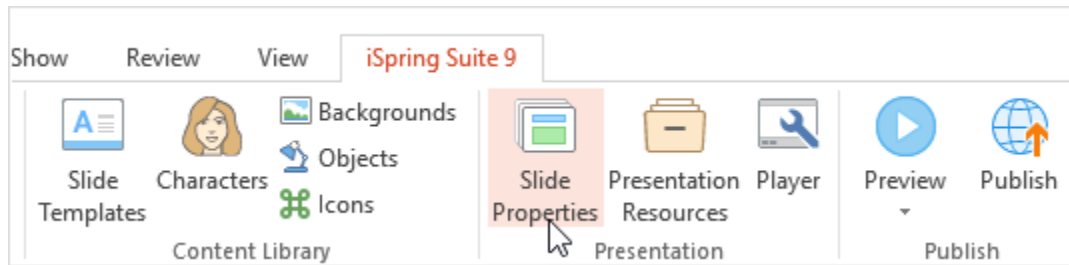 Show Review View iSpring Suite 9
A
Backgrounds
Objects
Icons
Slide
Templates
Characters
Slide
Properties
Presentation
Resources
Player
Preview
Publish
Content Library
Presentation
Publish